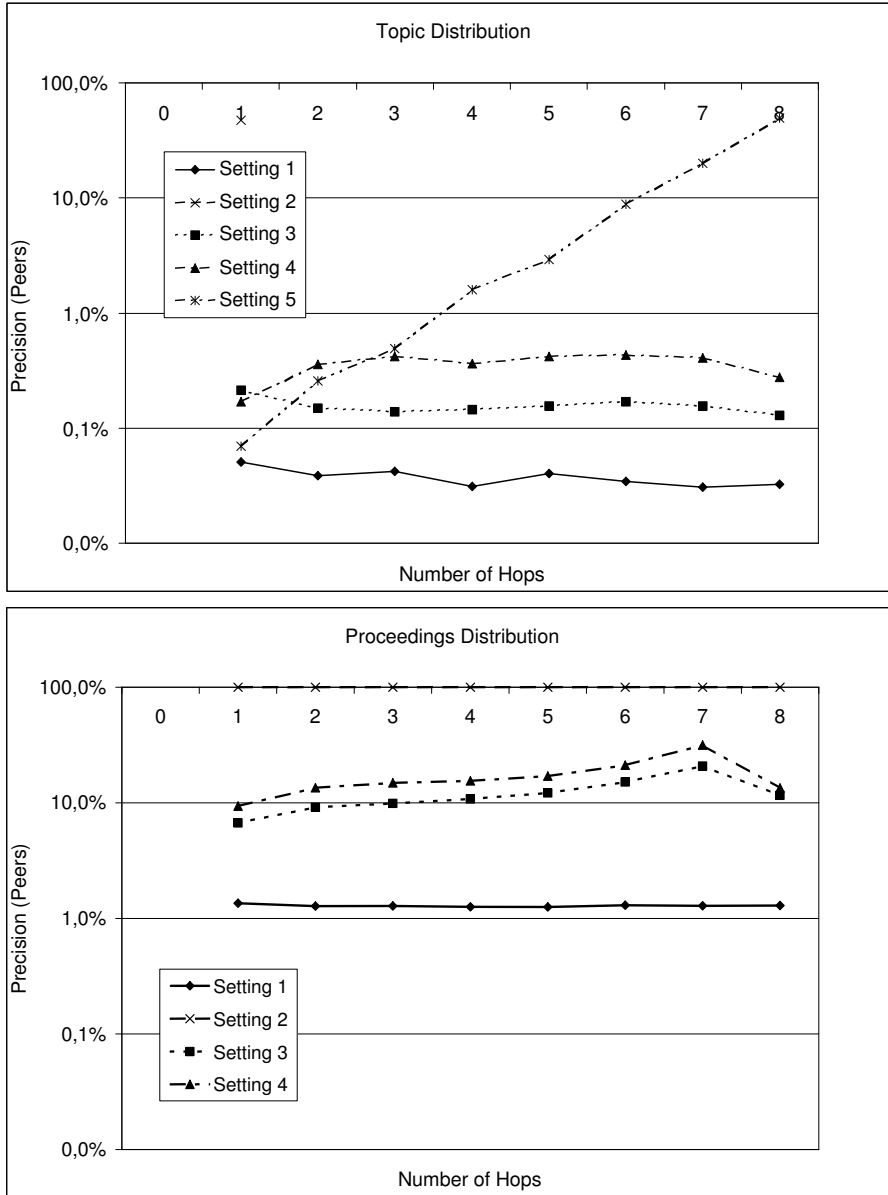 Topic Distribution
100,0%
0 1 2 3 4 5 6 7 8
Setting 1
Setting 2
Setting 3
Setting 4
Setting 5
10,0%
1,0%
0,1%
0,0%
Precision (Peers)
Number of Hops
Proceedings Distribution
100,0%
0 1 2 3 4 5 6 7 8
10,0%
1,0%
Setting 1
Setting 2
Setting 3
Setting 4
0,1%
0,0%
Precision (Peers)
Number of Hops